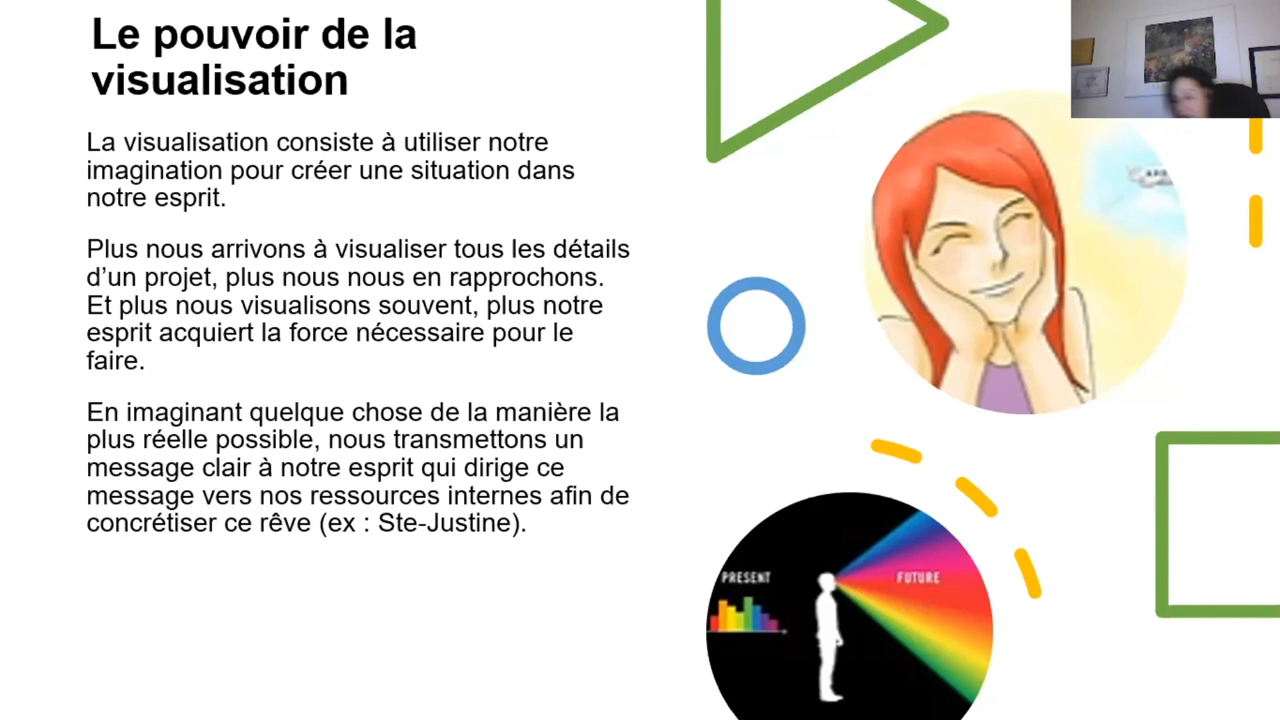 Le pouvoir de la
visualisation
La visualisation consiste à utiliser notre
imagination pour créer une situation dans
notre esprit.
Plus nous arrivons à visualiser tous les détails
d’un projet, plus nous nous en rapprochons.
Et plus nous visualisons souvent, plus notre
esprit acquiert la force nécessaire pour le
faire.
En imaginant quelque chose de la manière la
plus réelle possible, nous transmettons un
message clair à notre esprit qui dirige ce
message vers nos ressources internes afin de
concrétiser ce rêve (ex : Ste-Justine).
PRESENT
FUTURE